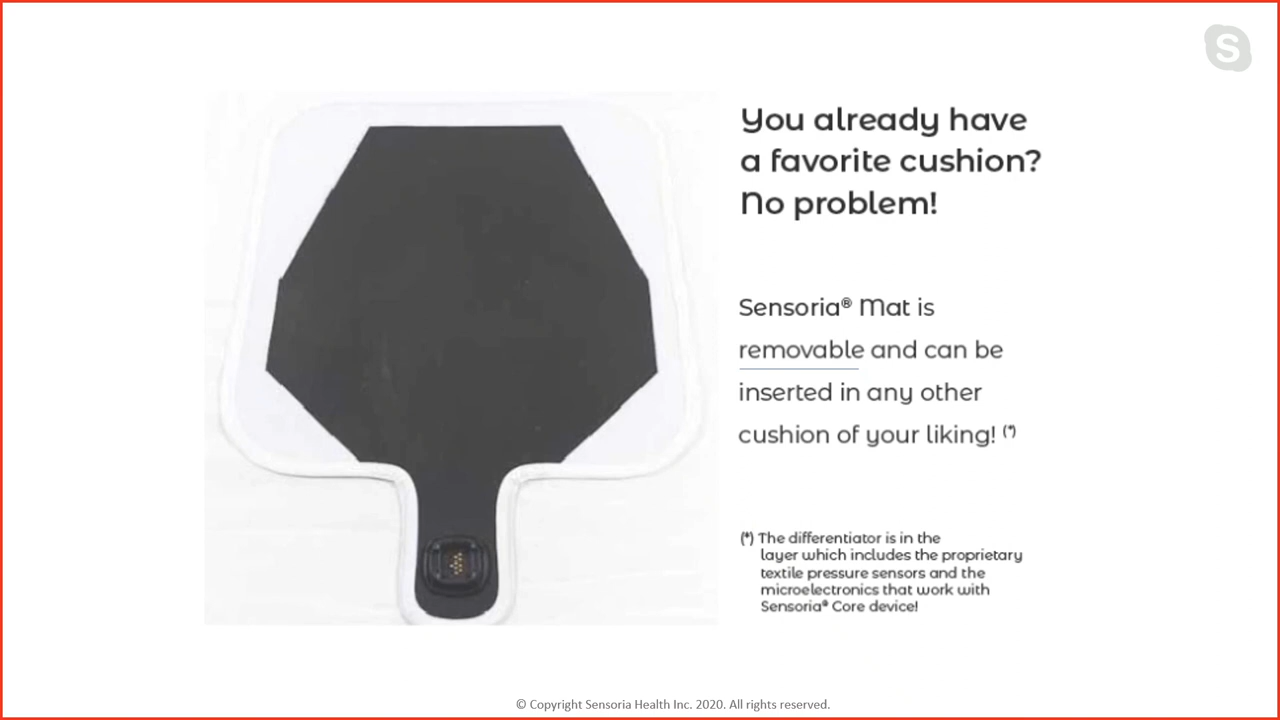 S
You already have
a favorite cushion?
No problem!
Sensoria® Mat is
removable and can be
inserted in any other
cushion of your liking! (*)
(*) The differentiator is in the
layer which includes the proprietary
textile pressure sensors and the
microelectronics that work with
Sensoria® Core device!
© Copyright Sensoria Health Inc. 2020. All rights reserved.